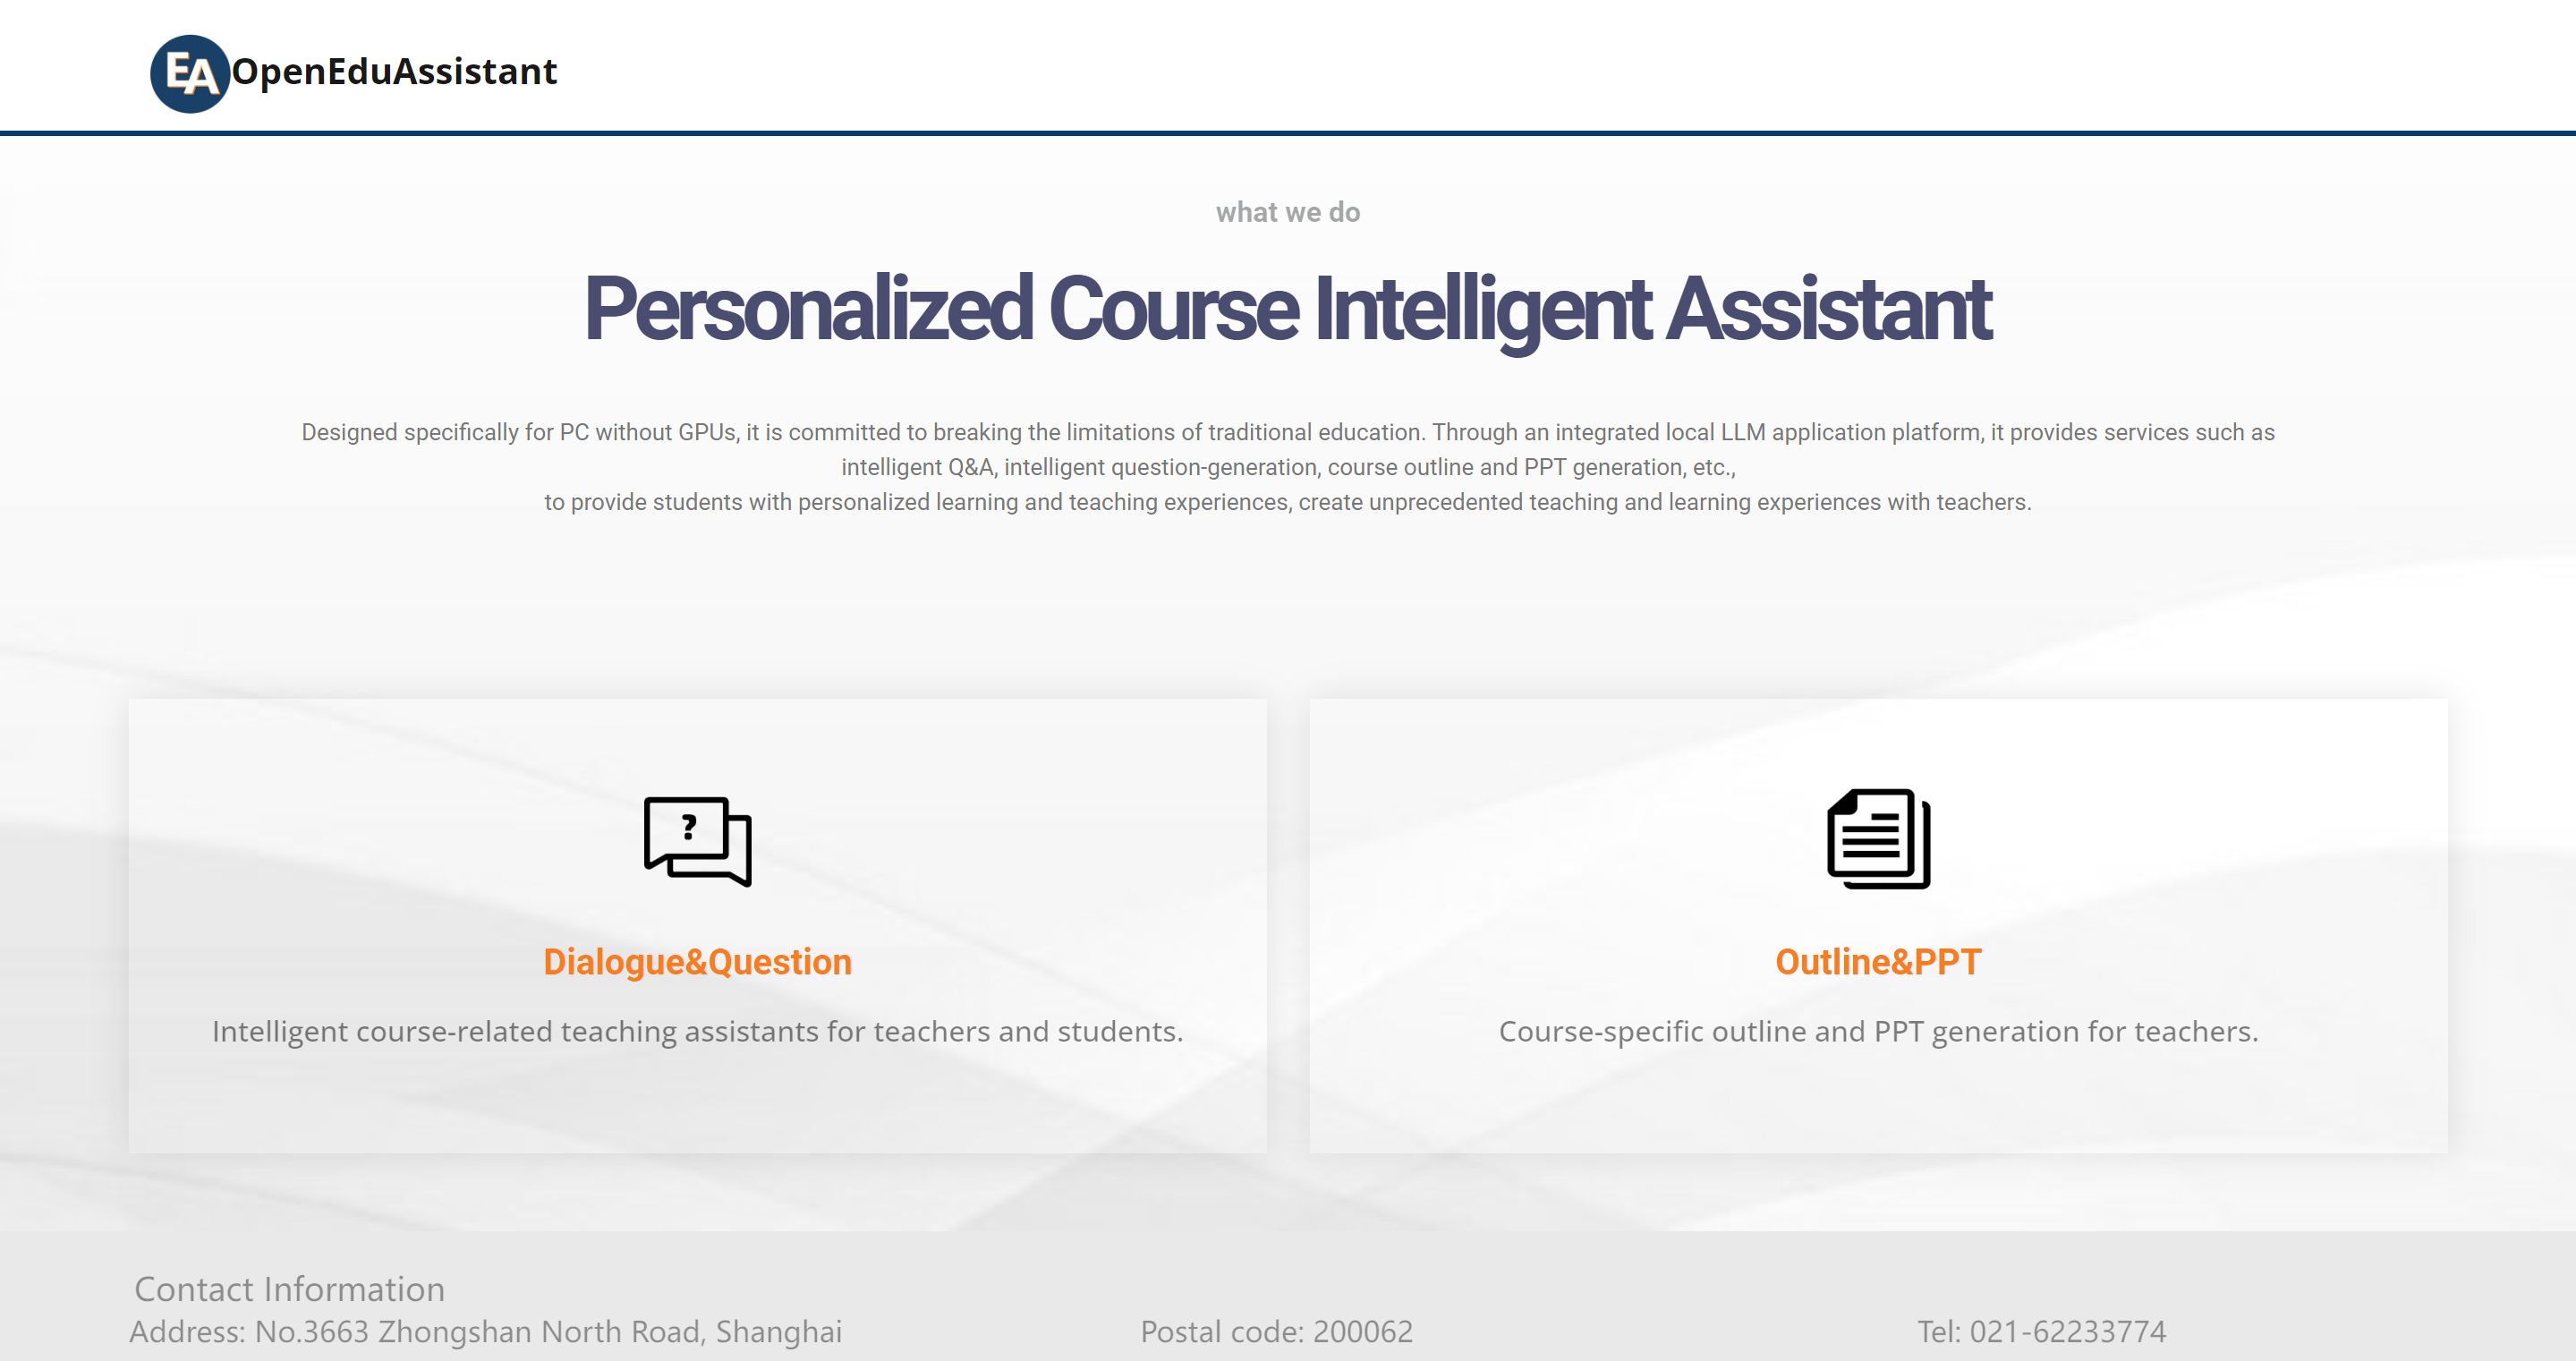 EA OpenEduAssistant
what we do
Personalized Course Intelligent Assistant
Designed specifically for PC without GPUs, it is committed to breaking the limitations of traditional education. Through an integrated local LLM application platform, it provides services such as
intelligent Q&A, intelligent question-generation, course outline and PPT generation, etc.,
to provide students with personalized learning and teaching experiences, create unprecedented teaching and learning experiences with teachers.
?
Dialogue&Question
Intelligent course-related teaching assistants for teachers and students.
Outline&PPT
Course-specific outline and PPT generation for teachers.
Contact Information
Address: No.3663 Zhongshan North Road, Shanghai Postal code: 200062 Tel: 021-62233774